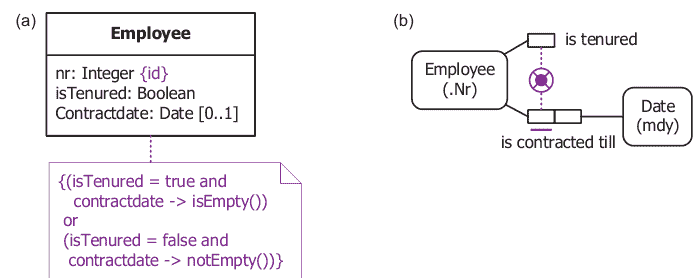 (a)
Employee
nr: Integer {id}
isTenured: Boolean
Contractdate: Date [0..1]
{(isTenured = true and
contractdate -> isEmpty())
or
(isTenured = false and
contractdate -> notEmpty())}
(b)
is tenured
Employee
(.Nr)
Date
(mdy)
is contracted till